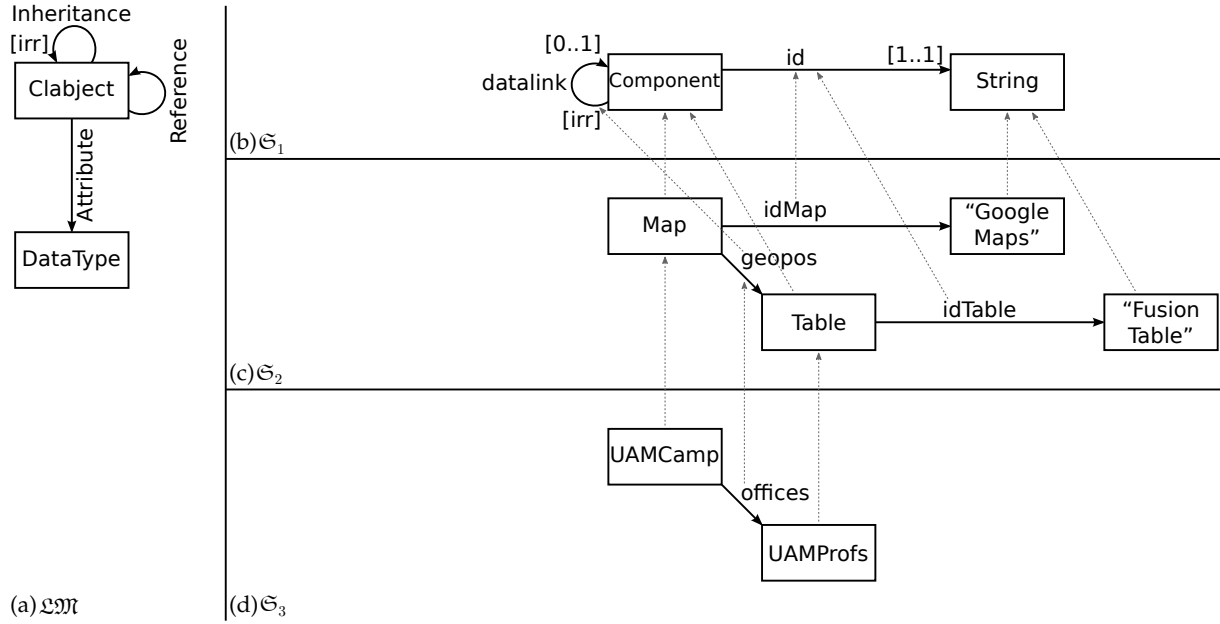 Inheritance
[irr]
Clabject
Reference
Attribute
DataType
(a) 𝔏𝔐
[0..1]
datalink
[irr]
Component
id
[1..1]
String
(b) 𝔖₁
Map
idMap
“Google
Maps”
geopos
Table
idTable
“Fusion
Table”
(c) 𝔖₂
UAMCamp
offices
UAMProfs
(d) 𝔖₃